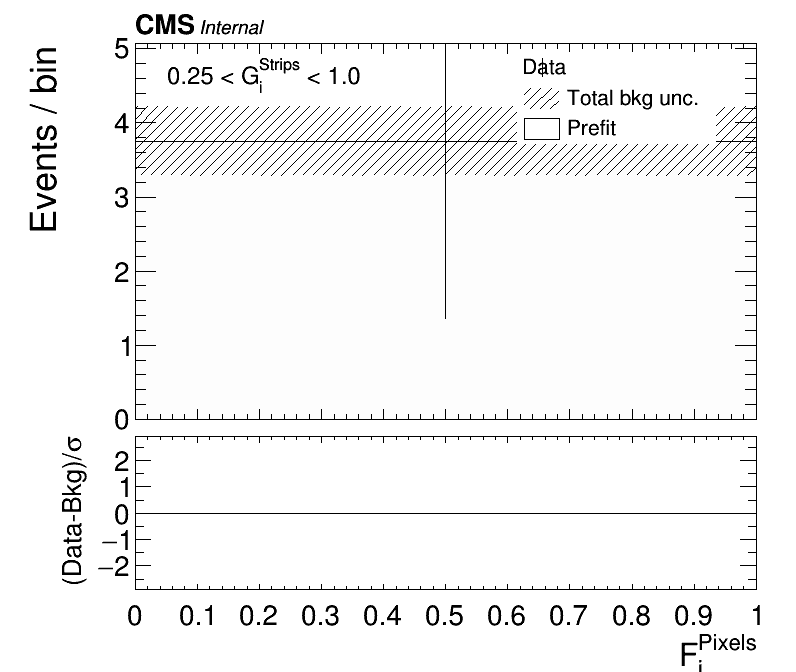 CMS Internal
Events / bin
5
4
3
2
1
0
0.25 < G_i^Strips < 1.0
Data
Total bkg unc.
Prefit
(Data-Bkg)/σ
2
1
0
−1
−2
0 0.1 0.2 0.3 0.4 0.5 0.6 0.7 0.8 0.9 1
F_i^Pixels